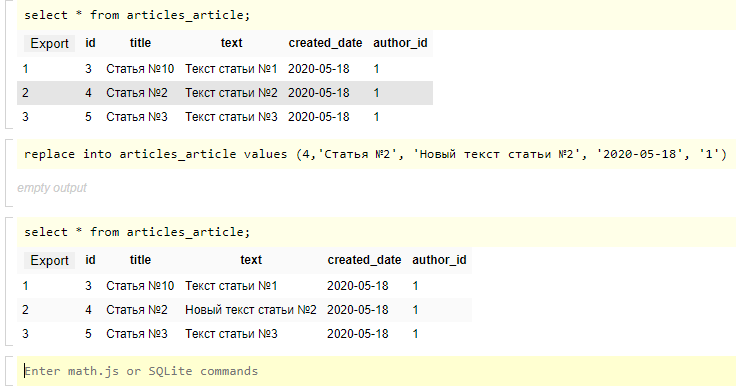 select * from articles_article;
Export id title text created_date author_id
1 3 Статья №10 Текст статьи №1 2020-05-18 1
2 4 Статья №2 Текст статьи №2 2020-05-18 1
3 5 Статья №3 Текст статьи №3 2020-05-18 1
replace into articles_article values (4,'Статья №2', 'Новый текст статьи №2', '2020-05-18', '1')
empty output
select * from articles_article;
Export id title text created_date author_id
1 3 Статья №10 Текст статьи №1 2020-05-18 1
2 4 Статья №2 Новый текст статьи №2 2020-05-18 1
3 5 Статья №3 Текст статьи №3 2020-05-18 1
Enter math.js or SQLite commands